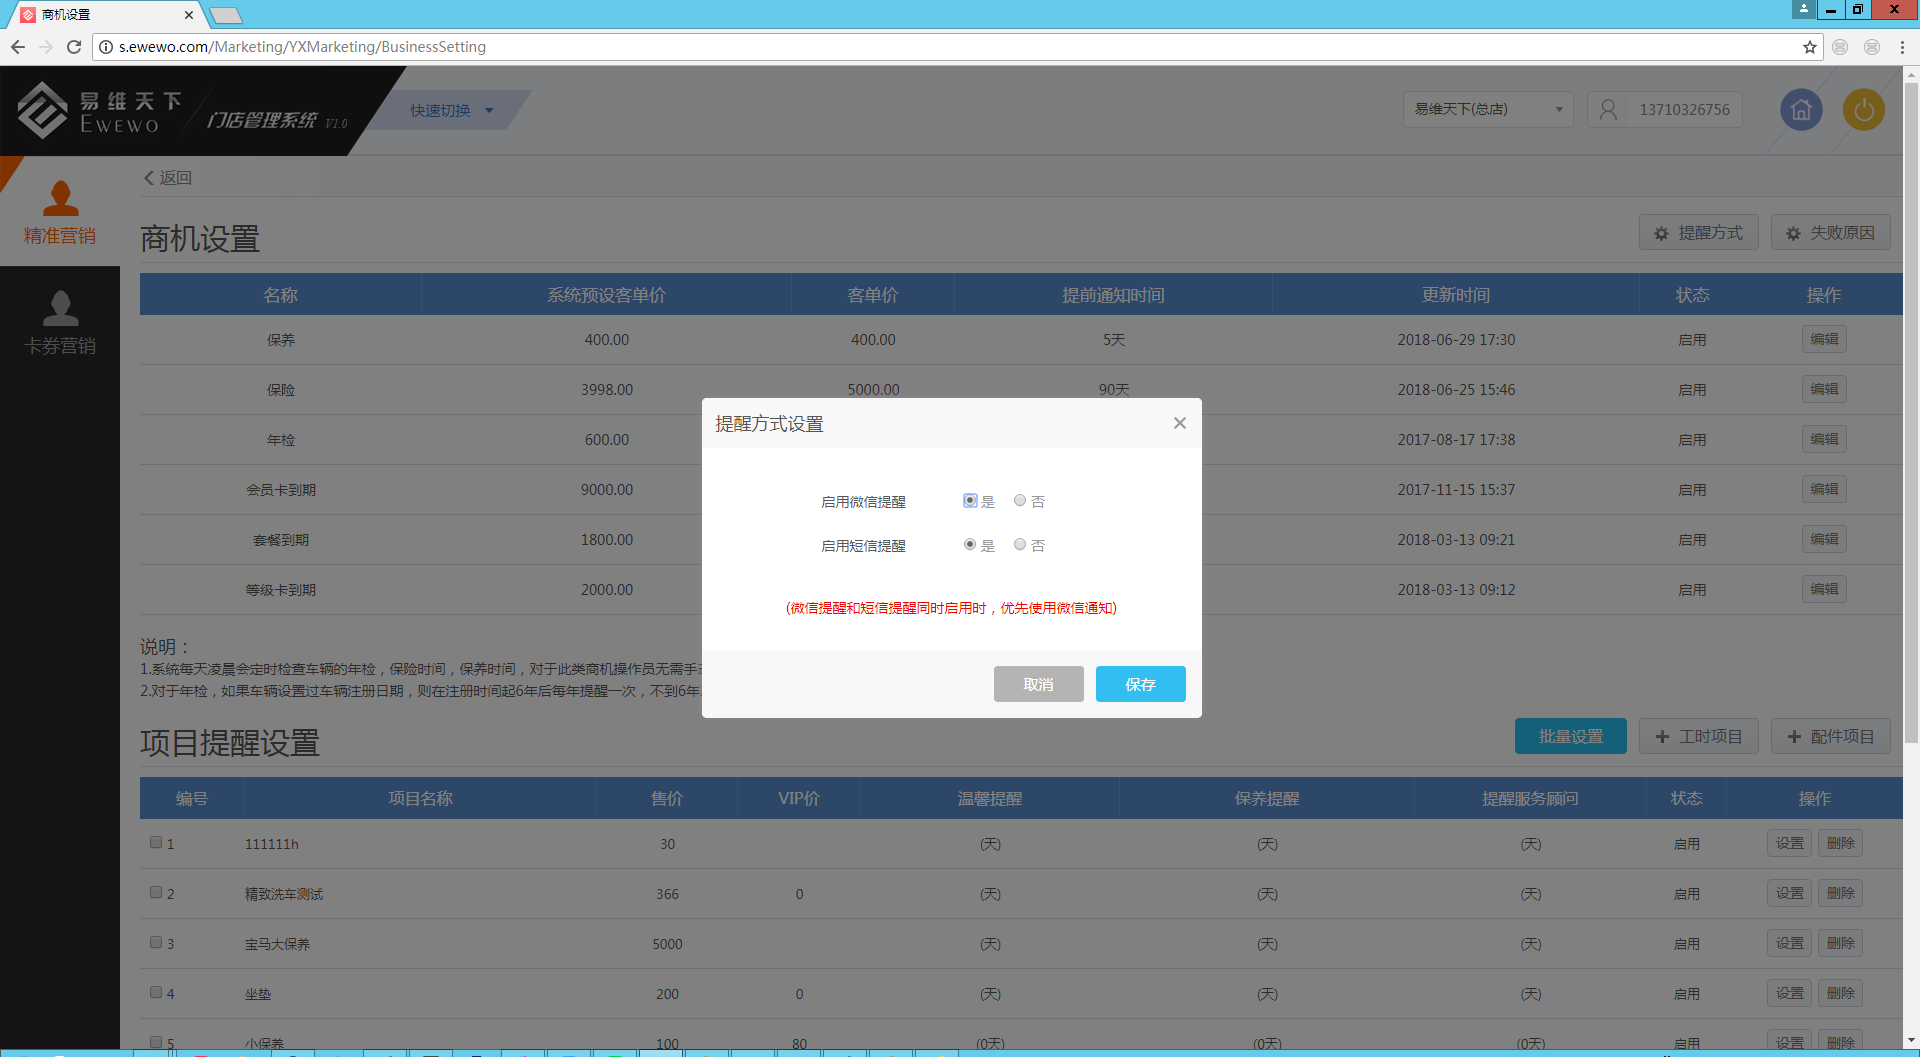 商机设置
s.ewewo.com/Marketing/YXMarketing/BusinessSetting
易维天下
EWEWO
门店管理系统 V1.0
快速切换
易维天下(总店)
13710326756
精准营销
卡券营销
返回
商机设置
提醒方式 失败原因
名称 系统预设客单价 客单价 提前通知时间 更新时间 状态 操作
保养 400.00 400.00 5天 2018-06-29 17:30 启用 编辑
保险 3998.00 5000.00 90天 2018-06-25 15:46 启用 编辑
年检 600.00 2017-08-17 17:38 启用 编辑
会员卡到期 9000.00 2017-11-15 15:37 启用 编辑
套餐到期 1800.00 2018-03-13 09:21 启用 编辑
等级卡到期 2000.00 2018-03-13 09:12 启用 编辑
提醒方式设置
启用微信提醒 是 否
启用短信提醒 是 否
(微信提醒和短信提醒同时启用时，优先使用微信通知)
取消 保存
说明：
1.系统每天凌晨会定时检查车辆的年检，保险时间，保养时间，对于此类商机操作员无需手
2.对于年检，如果车辆设置过车辆注册日期，则在注册时间起6年后每年提醒一次，不到6年
项目提醒设置
批量设置 工时项目 配件项目
编号 项目名称 售价 VIP价 温馨提醒 保养提醒 提醒服务顾问 状态 操作
1 111111h 30 (天) (天) (天) 启用 设置 删除
2 精致洗车测试 366 0 (天) (天) (天) 启用 设置 删除
3 宝马大保养 5000 (天) (天) (天) 启用 设置 删除
4 坐垫 200 0 (天) (天) (天) 启用 设置 删除
5 小保养 100 80 (0天) (0天) (0天) 启用 设置 删除